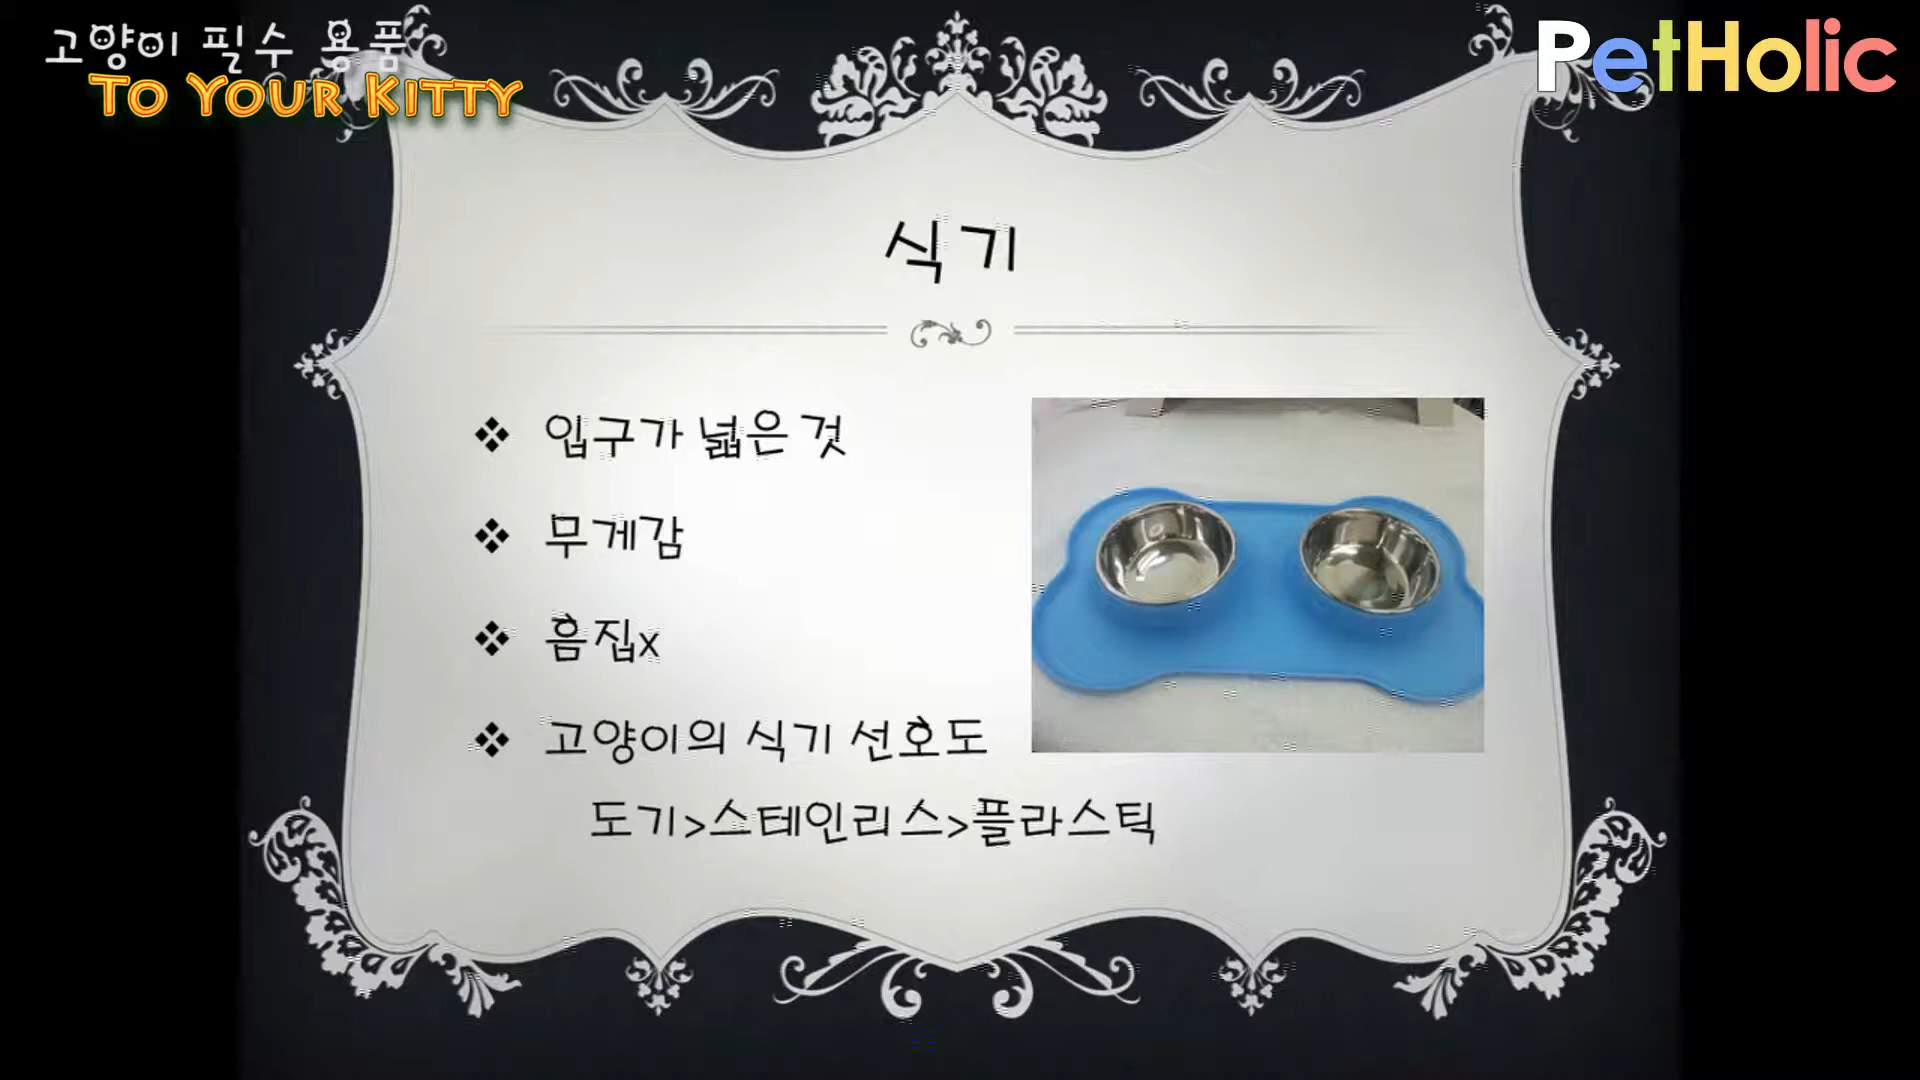 고양이 필수 용품
TO YOUR KITTY
PetHolic
식기
❖ 입구가 넓은 것
❖ 무게감
❖ 흠집x
❖ 고양이의 식기 선호도
도기>스테인리스>플라스틱